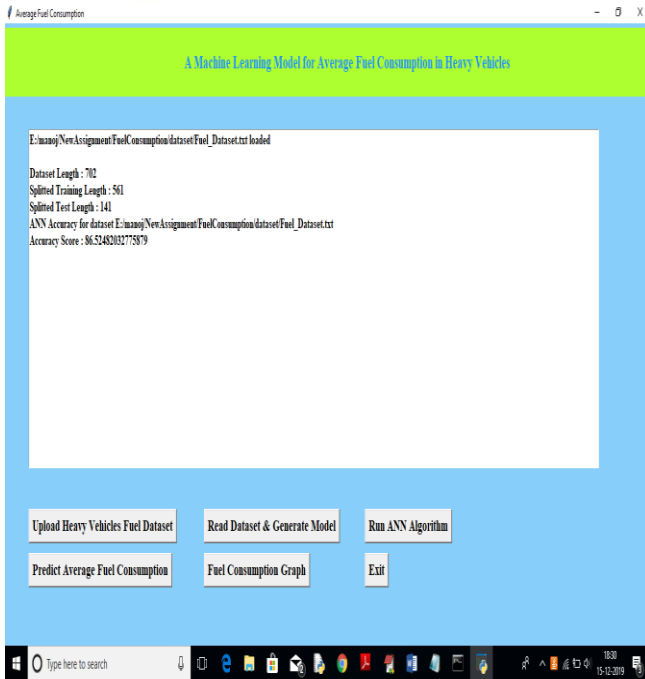 Average Fuel Consumption
A Machine Learning Model for Average Fuel Consumption in Heavy Vehicles
E:/manoj/NewAssignment/FuelConsumption/dataset/Fuel_Dataset.txt loaded
Dataset Length : 702
Splitted Training Length : 561
Splitted Test Length : 141
ANN Accuracy for dataset E:/manoj/NewAssignment/FuelConsumption/dataset/Fuel_Dataset.txt
Accuracy Score : 86.52482032775879
Upload Heavy Vehicles Fuel Dataset Read Dataset & Generate Model Run ANN Algorithm
Predict Average Fuel Consumption Fuel Consumption Graph Exit
Type here to search
18:30
15-12-2019